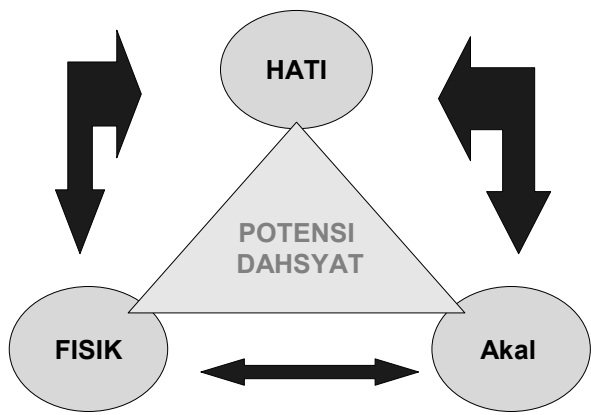 HATI
POTENSI
DAHSYAT
FISIK
Akal